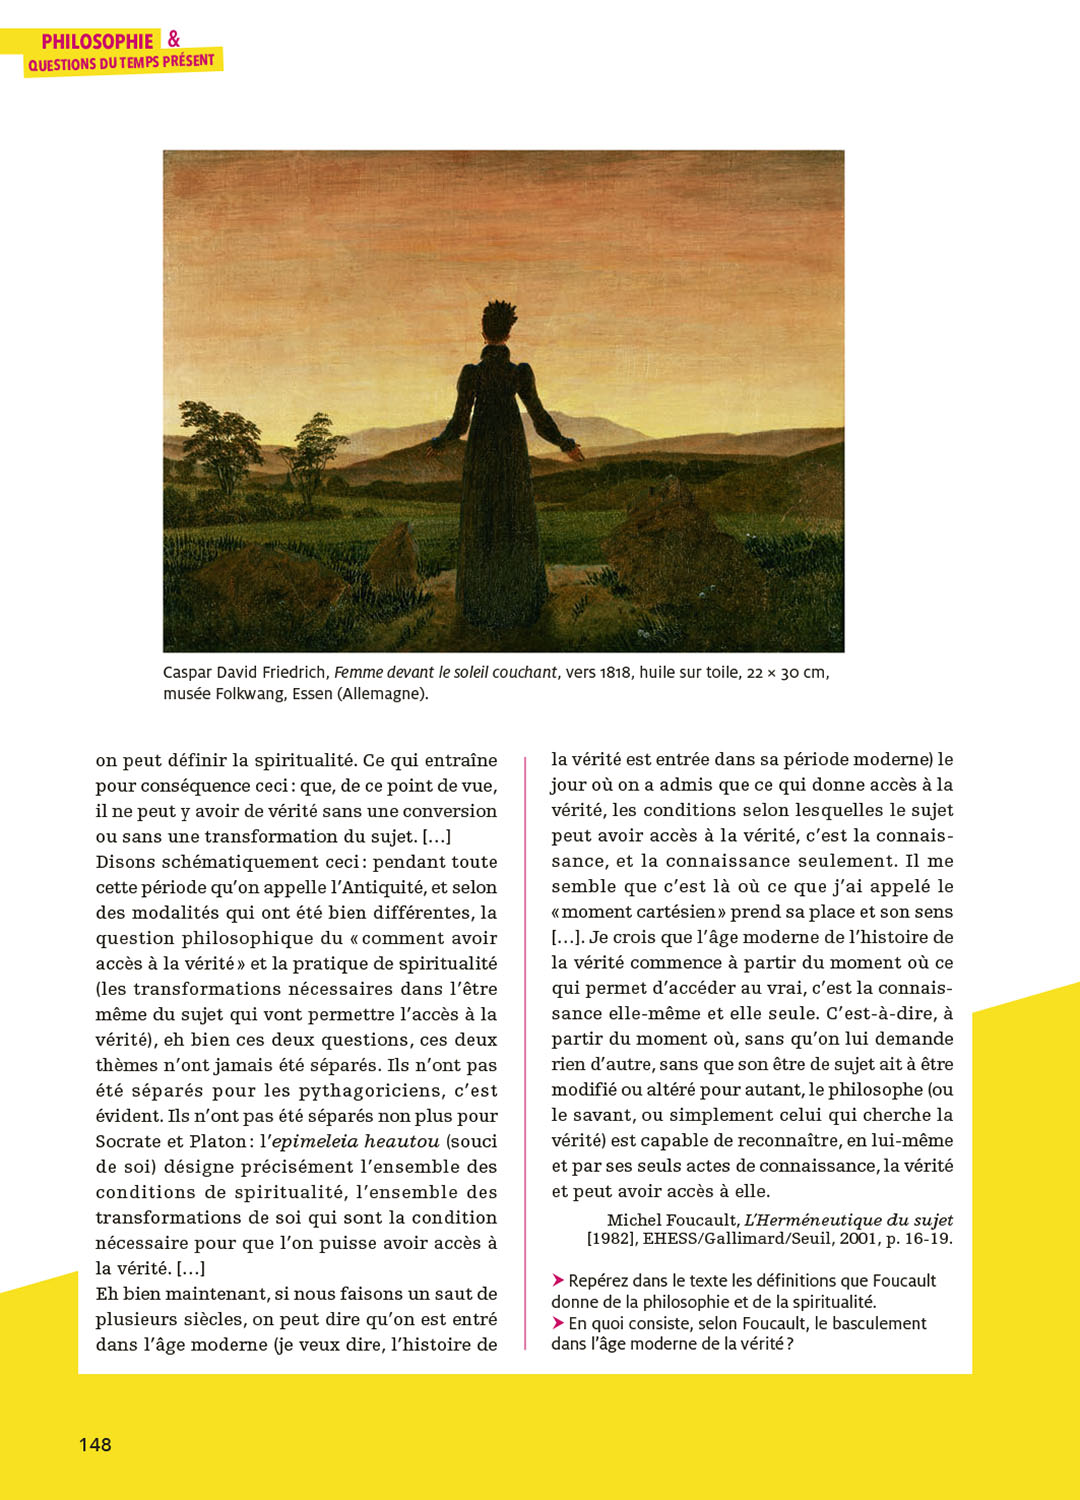 PHILOSOPHIE &
QUESTIONS DU TEMPS PRÉSENT
Caspar David Friedrich, Femme devant le soleil couchant, vers 1818, huile sur toile, 22 × 30 cm,
musée Folkwang, Essen (Allemagne).
on peut définir la spiritualité. Ce qui entraîne
pour conséquence ceci : que, de ce point de vue,
il ne peut y avoir de vérité sans une conversion
ou sans une transformation du sujet. […]
Disons schématiquement ceci : pendant toute
cette période qu’on appelle l’Antiquité, et selon
des modalités qui ont été bien différentes, la
question philosophique du « comment avoir
accès à la vérité » et la pratique de spiritualité
(les transformations nécessaires dans l’être
même du sujet qui vont permettre l’accès à la
vérité), eh bien ces deux questions, ces deux
thèmes n’ont jamais été séparés. Ils n’ont pas
été séparés pour les pythagoriciens, c’est
évident. Ils n’ont pas été séparés non plus pour
Socrate et Platon : l’epimeleia heautou (souci
de soi) désigne précisément l’ensemble des
conditions de spiritualité, l’ensemble des
transformations de soi qui sont la condition
nécessaire pour que l’on puisse avoir accès à
la vérité. […]
Eh bien maintenant, si nous faisons un saut de
plusieurs siècles, on peut dire qu’on est entré
dans l’âge moderne (je veux dire, l’histoire de
la vérité est entrée dans sa période moderne) le
jour où on a admis que ce qui donne accès à la
vérité, les conditions selon lesquelles le sujet
peut avoir accès à la vérité, c’est la connais-
sance, et la connaissance seulement. Il me
semble que c’est là où ce que j’ai appelé le
« moment cartésien » prend sa place et son sens
[…]. Je crois que l’âge moderne de l’histoire de
la vérité commence à partir du moment où ce
qui permet d’accéder au vrai, c’est la connais-
sance elle-même et elle seule. C’est-à-dire, à
partir du moment où, sans qu’on lui demande
rien d’autre, sans que son être de sujet ait à être
modifié ou altéré pour autant, le philosophe (ou
le savant, ou simplement celui qui cherche la
vérité) est capable de reconnaître, en lui-même
et par ses seuls actes de connaissance, la vérité
et peut avoir accès à elle.
Michel Foucault, L’Herméneutique du sujet
[1982], EHESS/Gallimard/Seuil, 2001, p. 16-19.
➤ Repérez dans le texte les définitions que Foucault
donne de la philosophie et de la spiritualité.
➤ En quoi consiste, selon Foucault, le basculement
dans l’âge moderne de la vérité ?
148